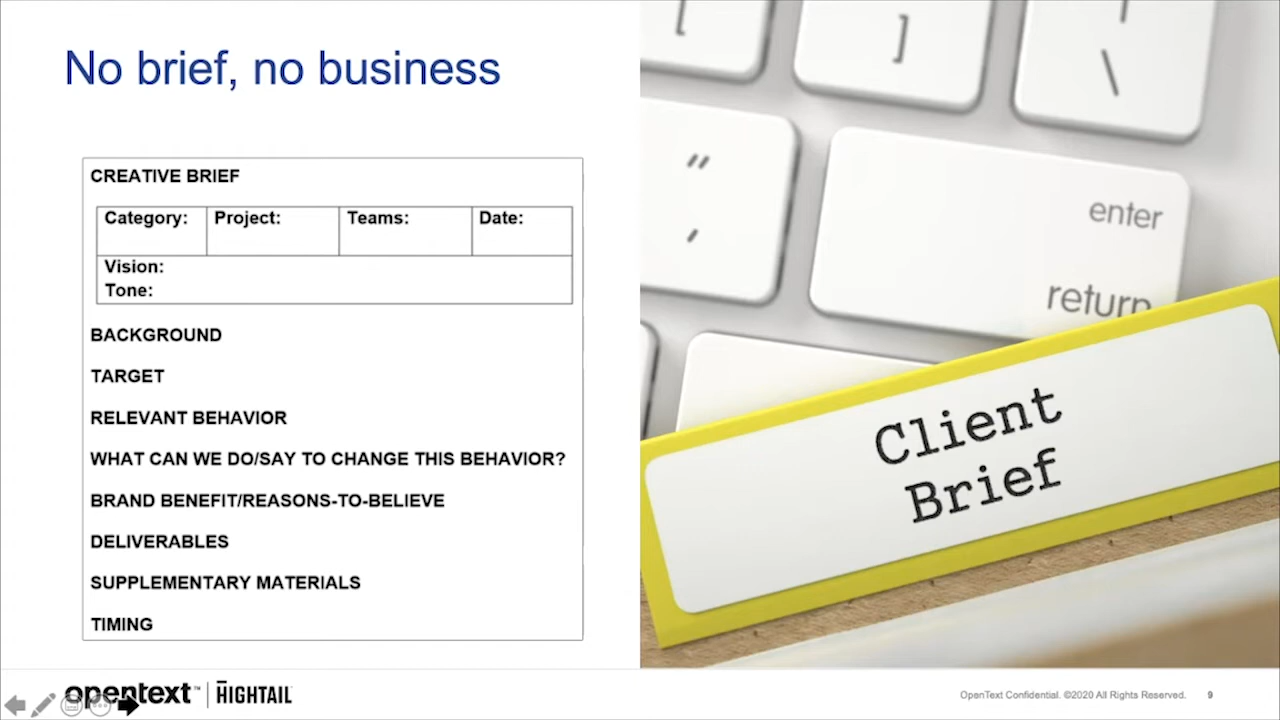 No brief, no business
CREATIVE BRIEF
Category: Project: Teams: Date:
Vision:
Tone:
BACKGROUND
TARGET
RELEVANT BEHAVIOR
WHAT CAN WE DO/SAY TO CHANGE THIS BEHAVIOR?
BRAND BENEFIT/REASONS-TO-BELIEVE
DELIVERABLES
SUPPLEMENTARY MATERIALS
TIMING
[ ] \
" '
enter
return
Client
Brief
opentext™ | HIGHTAIL
OpenText Confidential. ©2020 All Rights Reserved. 9